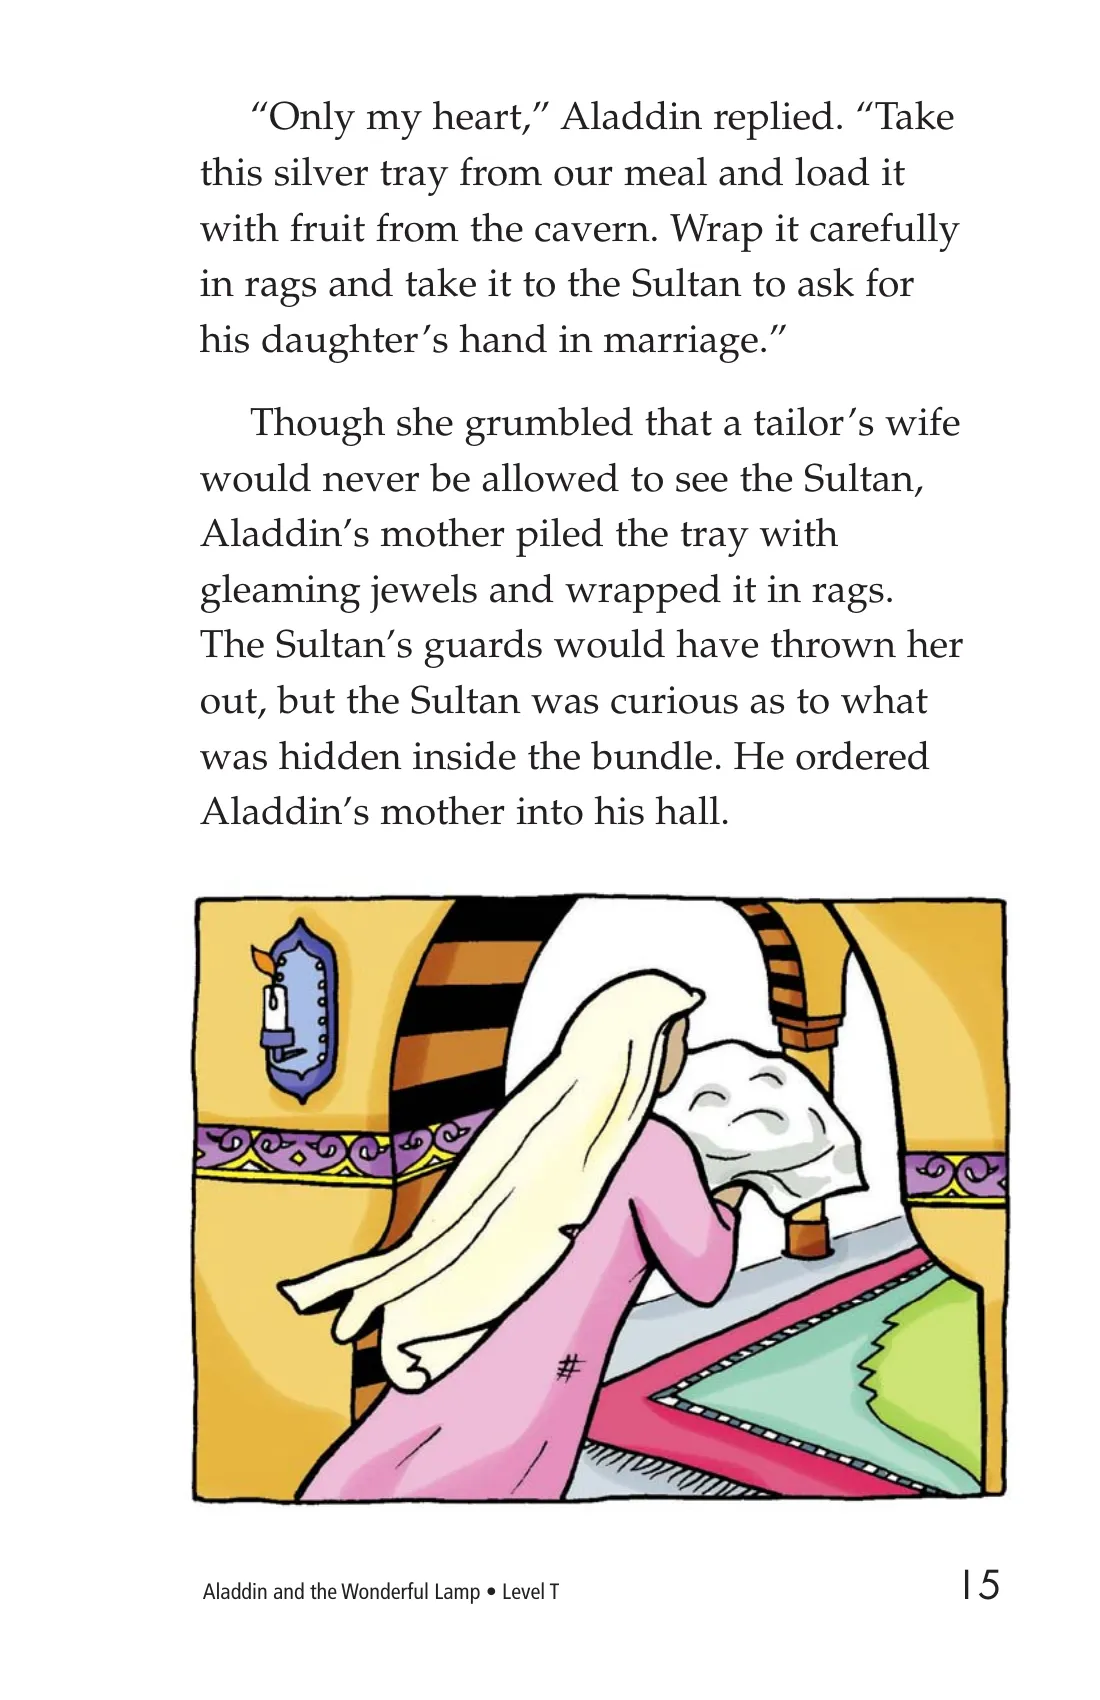 “Only my heart,” Aladdin replied. “Take
this silver tray from our meal and load it
with fruit from the cavern. Wrap it carefully
in rags and take it to the Sultan to ask for
his daughter’s hand in marriage.”
Though she grumbled that a tailor’s wife
would never be allowed to see the Sultan,
Aladdin’s mother piled the tray with
gleaming jewels and wrapped it in rags.
The Sultan’s guards would have thrown her
out, but the Sultan was curious as to what
was hidden inside the bundle. He ordered
Aladdin’s mother into his hall.
Aladdin and the Wonderful Lamp • Level T
15